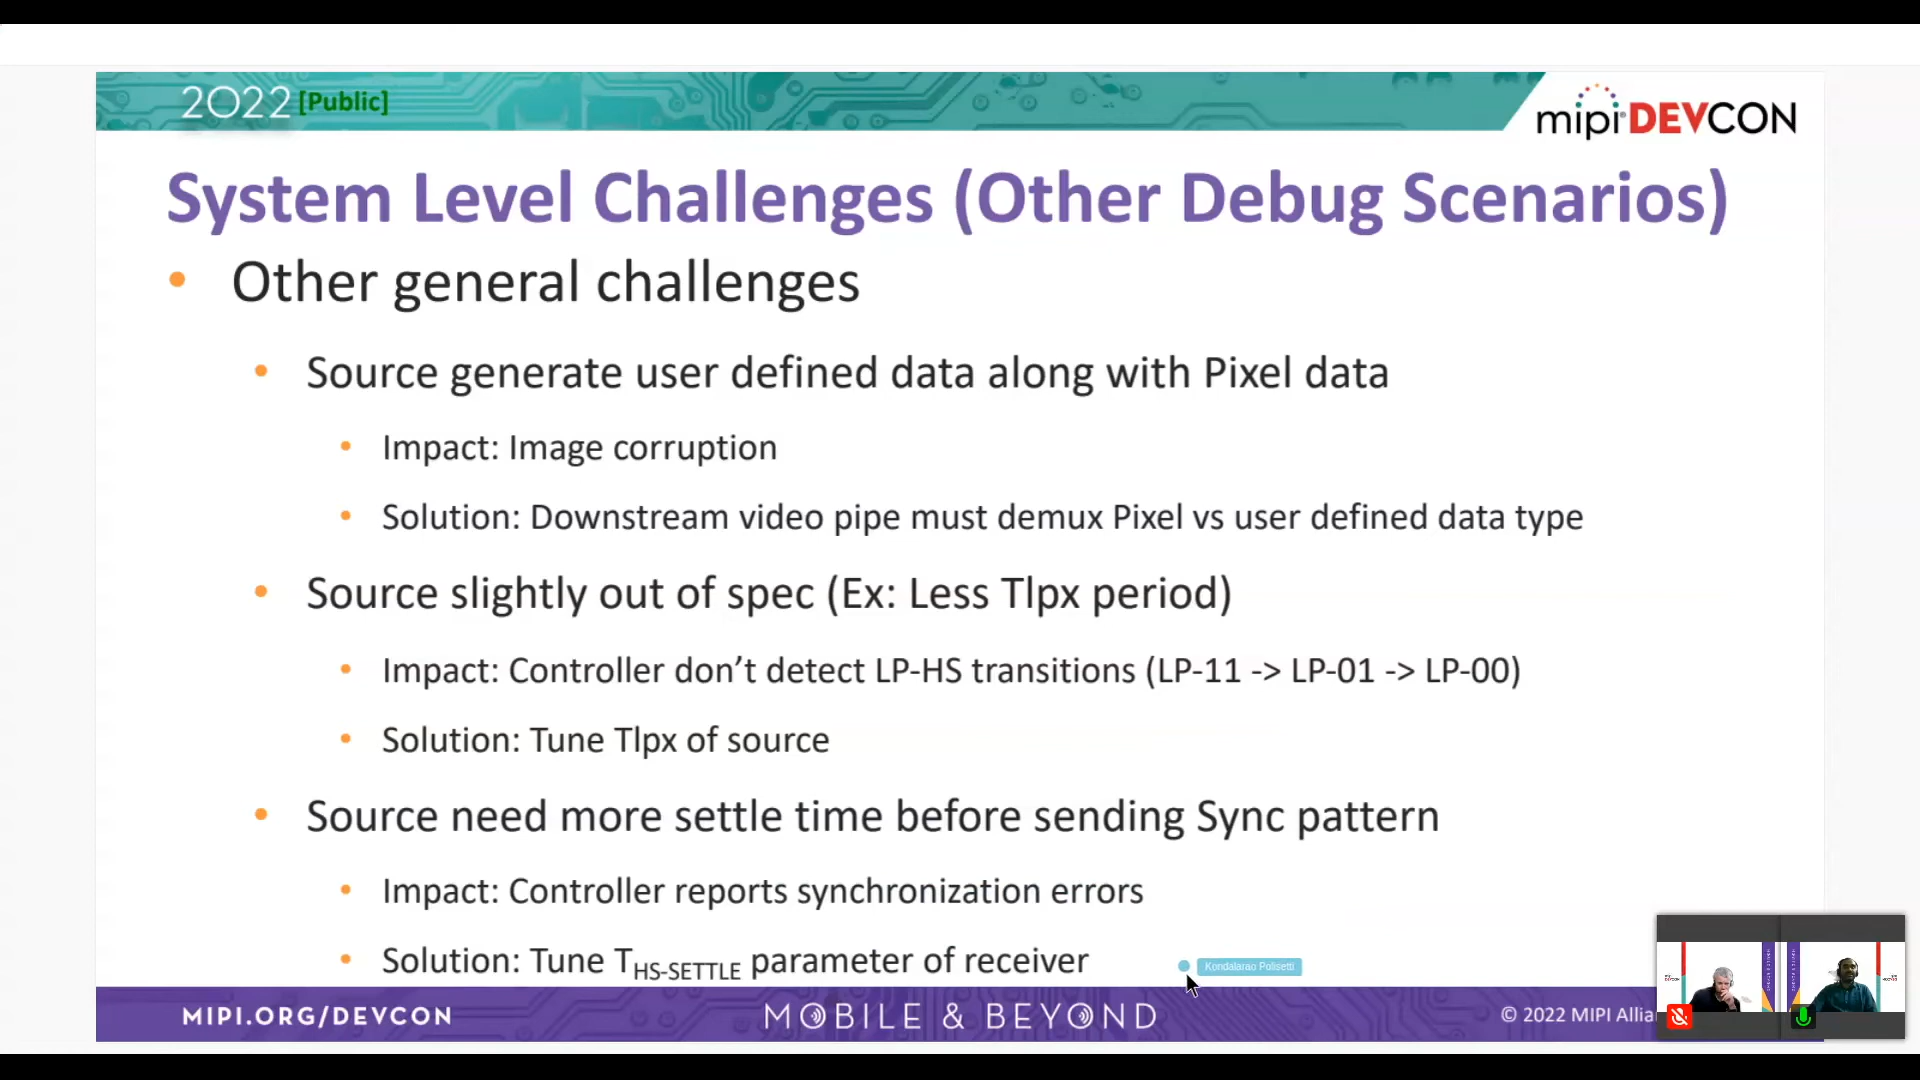 2022 [Public]
mipi DEVCON
System Level Challenges (Other Debug Scenarios)
• Other general challenges
• Source generate user defined data along with Pixel data
• Impact: Image corruption
• Solution: Downstream video pipe must demux Pixel vs user defined data type
• Source slightly out of spec (Ex: Less Tlpx period)
• Impact: Controller don’t detect LP-HS transitions (LP-11 -> LP-01 -> LP-00)
• Solution: Tune Tlpx of source
• Source need more settle time before sending Sync pattern
• Impact: Controller reports synchronization errors
• Solution: Tune THS-SETTLE parameter of receiver
Kondalarao Polisetti
MIPI.ORG/DEVCON
MOBILE & BEYOND
© 2022 MIPI Allia